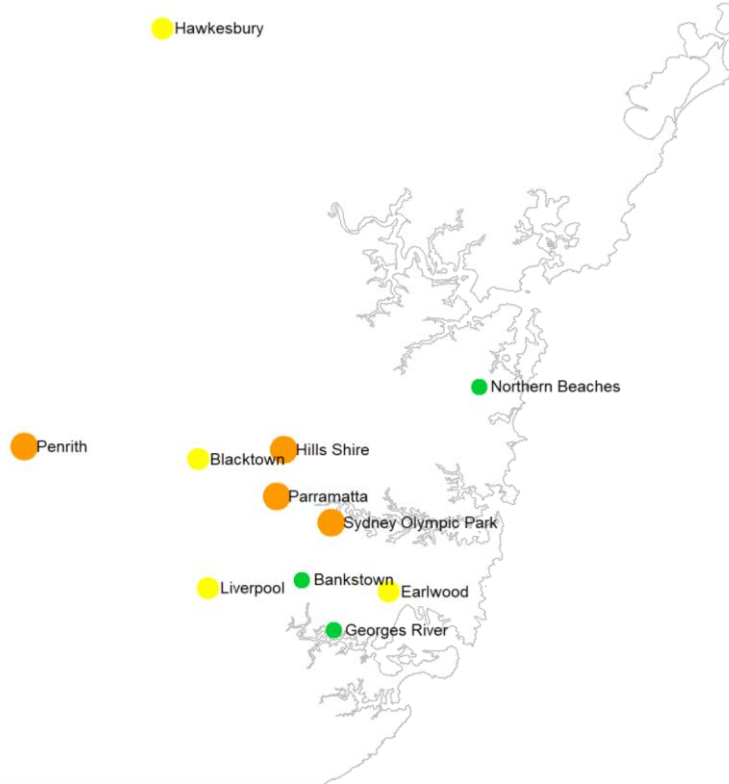 Hawkesbury
Northern Beaches
Penrith
Hills Shire
Blacktown
Parramatta
Sydney Olympic Park
Bankstown
Liverpool
Earlwood
Georges River